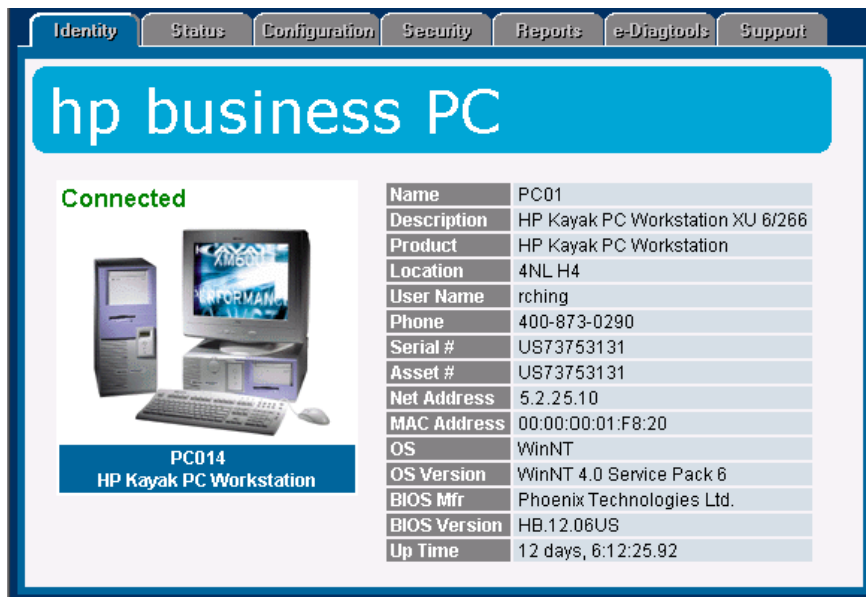 Identity Status Configuration Security Reports e-Diagtools Support
hp business PC
Connected
KAYAK
XM600
PERFORMANC
PC014
HP Kayak PC Workstation
Name PC01
Description HP Kayak PC Workstation XU 6/266
Product HP Kayak PC Workstation
Location 4NL H4
User Name rching
Phone 400-873-0290
Serial # US73753131
Asset # US73753131
Net Address 5.2.25.10
MAC Address 00:00:D0:01:F8:20
OS WinNT
OS Version WinNT 4.0 Service Pack 6
BIOS Mfr Phoenix Technologies Ltd.
BIOS Version HB.12.06US
Up Time 12 days, 6:12:25.92